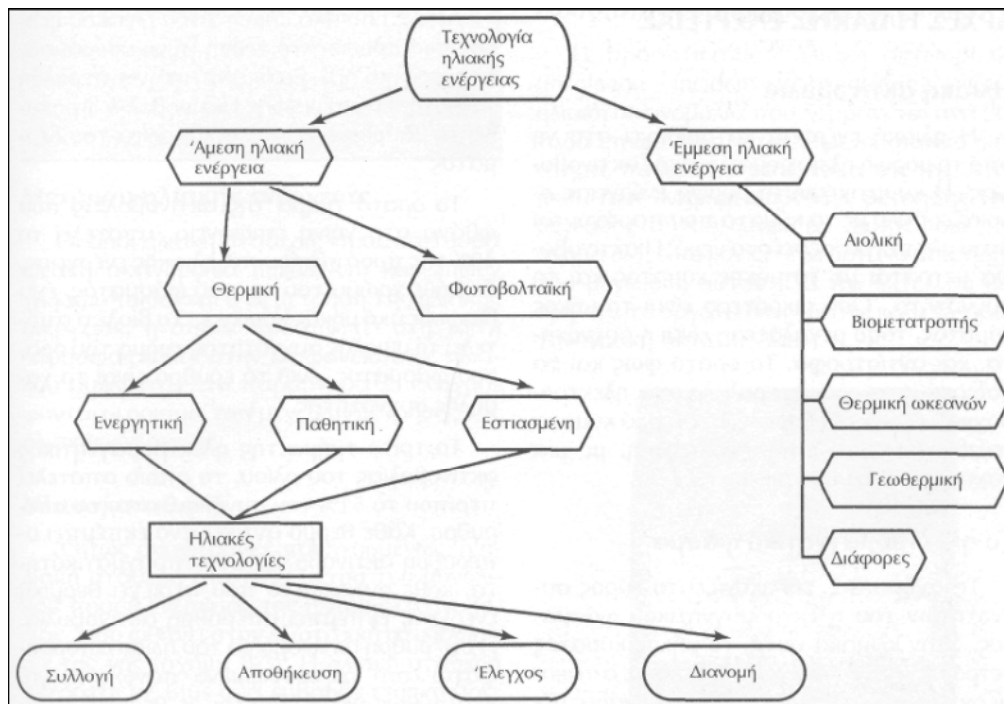 Τεχνολογία
ηλιακής
ενέργειας
Άμεση ηλιακή
ενέργεια
Έμμεση ηλιακή
ενέργεια
Αιολική
Θερμική
Φωτοβολταϊκή
Βιομετατροπής
Ενεργητική
Παθητική
Εστιασμένη
Θερμική ωκεανών
Γεωθερμική
Ηλιακές
τεχνολογίες
Διάφορες
Συλλογή
Αποθήκευση
Έλεγχος
Διανομή